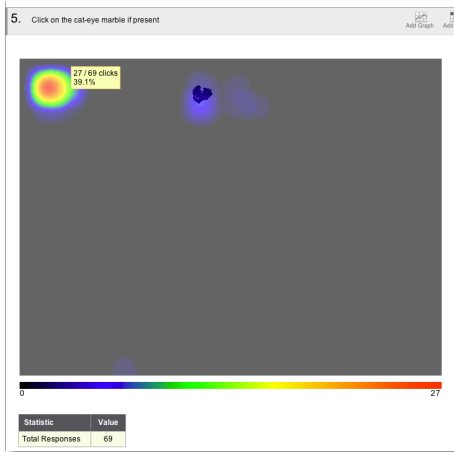 5. Click on the cat-eye marble if present
Add Graph Add
27 / 69 clicks
39.1%
0 27
Statistic Value
Total Responses 69